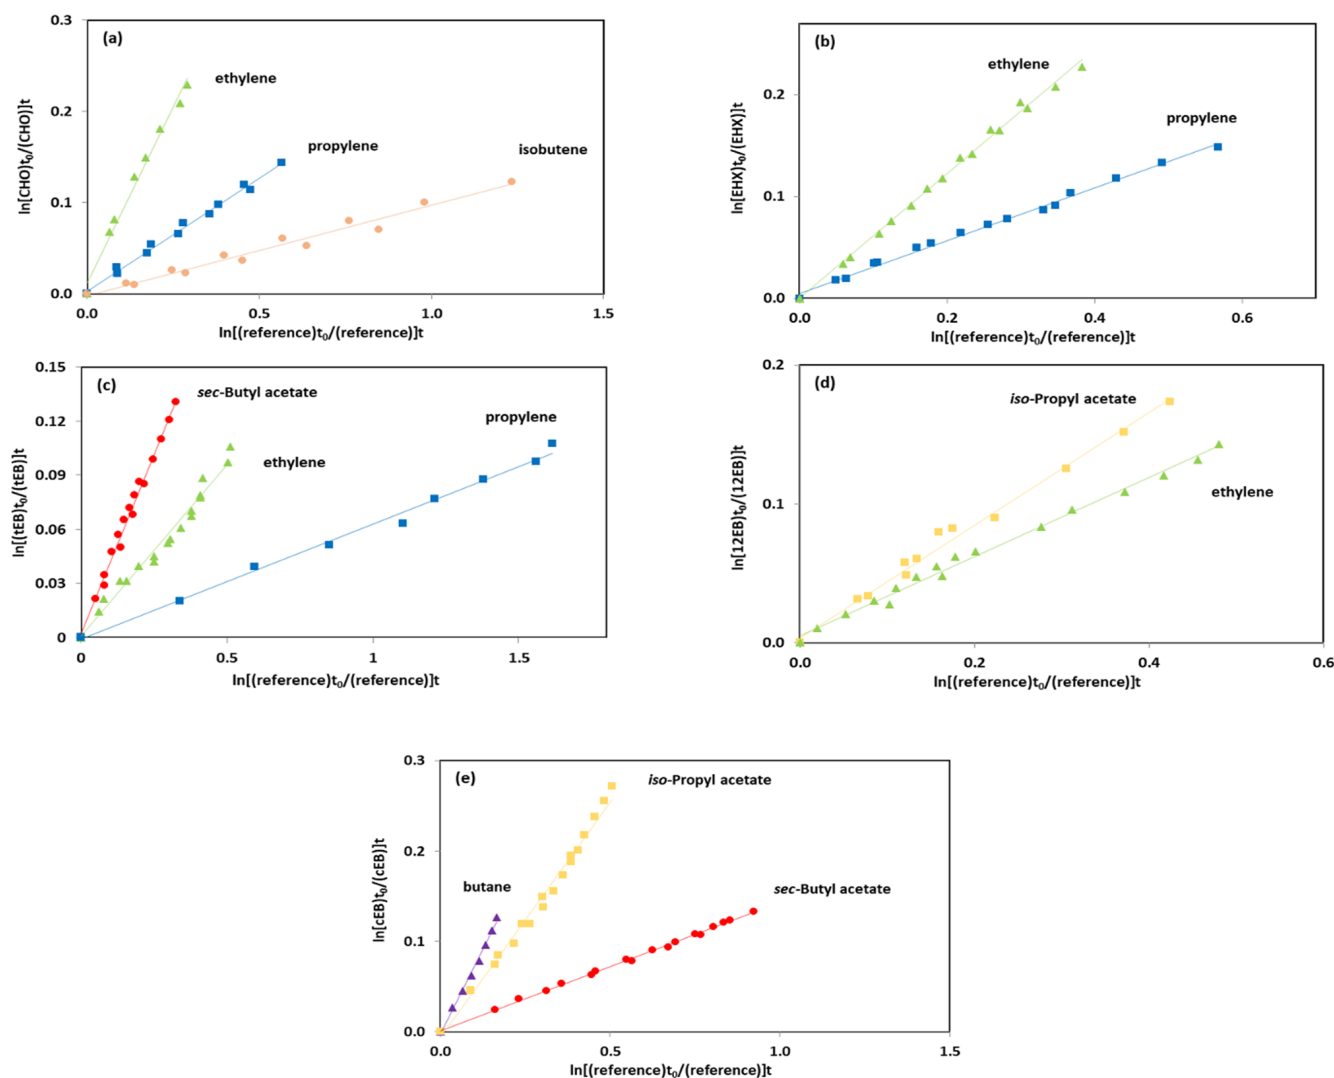 (a)
ln[CHO)t₀/(CHO)]t
0.3
0.2
0.1
0.0
ethylene
propylene
isobutene
0.0 0.5 1.0 1.5
ln[(reference)t₀/(reference)]t
(b)
ln[EHX)t₀/(EHX)]t
0.2
0.1
0.0
ethylene
propylene
0.0 0.2 0.4 0.6
ln[(reference)t₀/(reference)]t
(c)
ln[(tEB)t₀/(tEB)]t
0.15
0.12
0.09
0.06
0.03
0
sec-Butyl acetate
propylene
ethylene
0 0.5 1 1.5
ln[(reference)t₀/(reference)]t
(d)
ln[12EB)t₀/(12EB)]t
0.2
0.1
0.0
iso-Propyl acetate
ethylene
0.0 0.2 0.4 0.6
ln[(reference)t₀/(reference)]t
(e)
ln[cEB)t₀/(cEB)]t
0.3
0.2
0.1
0.0
iso-Propyl acetate
butane
sec-Butyl acetate
0.0 0.5 1.0 1.5
ln[(reference)t₀/(reference)]t